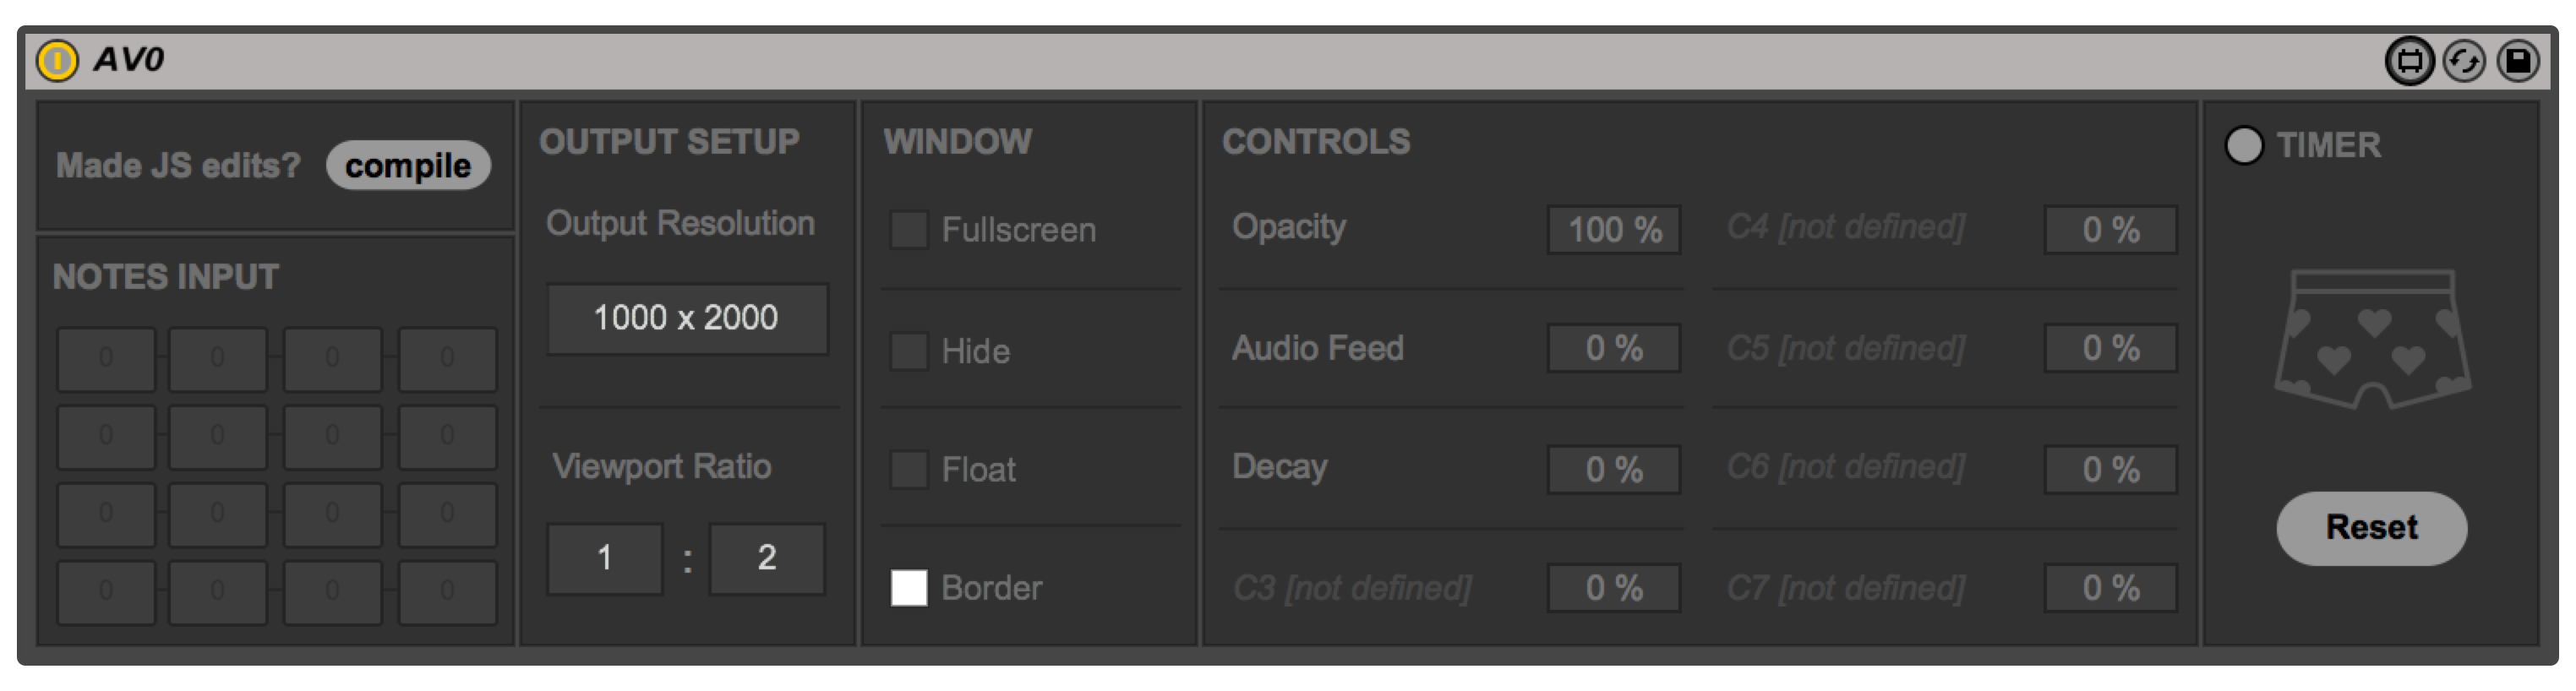 AV0
Made JS edits? compile
NOTES INPUT
0 0 0 0
0 0 0 0
0 0 0 0
0 0 0 0
OUTPUT SETUP
Output Resolution
1000 x 2000
Viewport Ratio
1 : 2
WINDOW
Fullscreen
Hide
Float
Border
CONTROLS
Opacity 100 % C4 [not defined] 0 %
Audio Feed 0 % C5 [not defined] 0 %
Decay 0 % C6 [not defined] 0 %
C3 [not defined] 0 % C7 [not defined] 0 %
TIMER
Reset